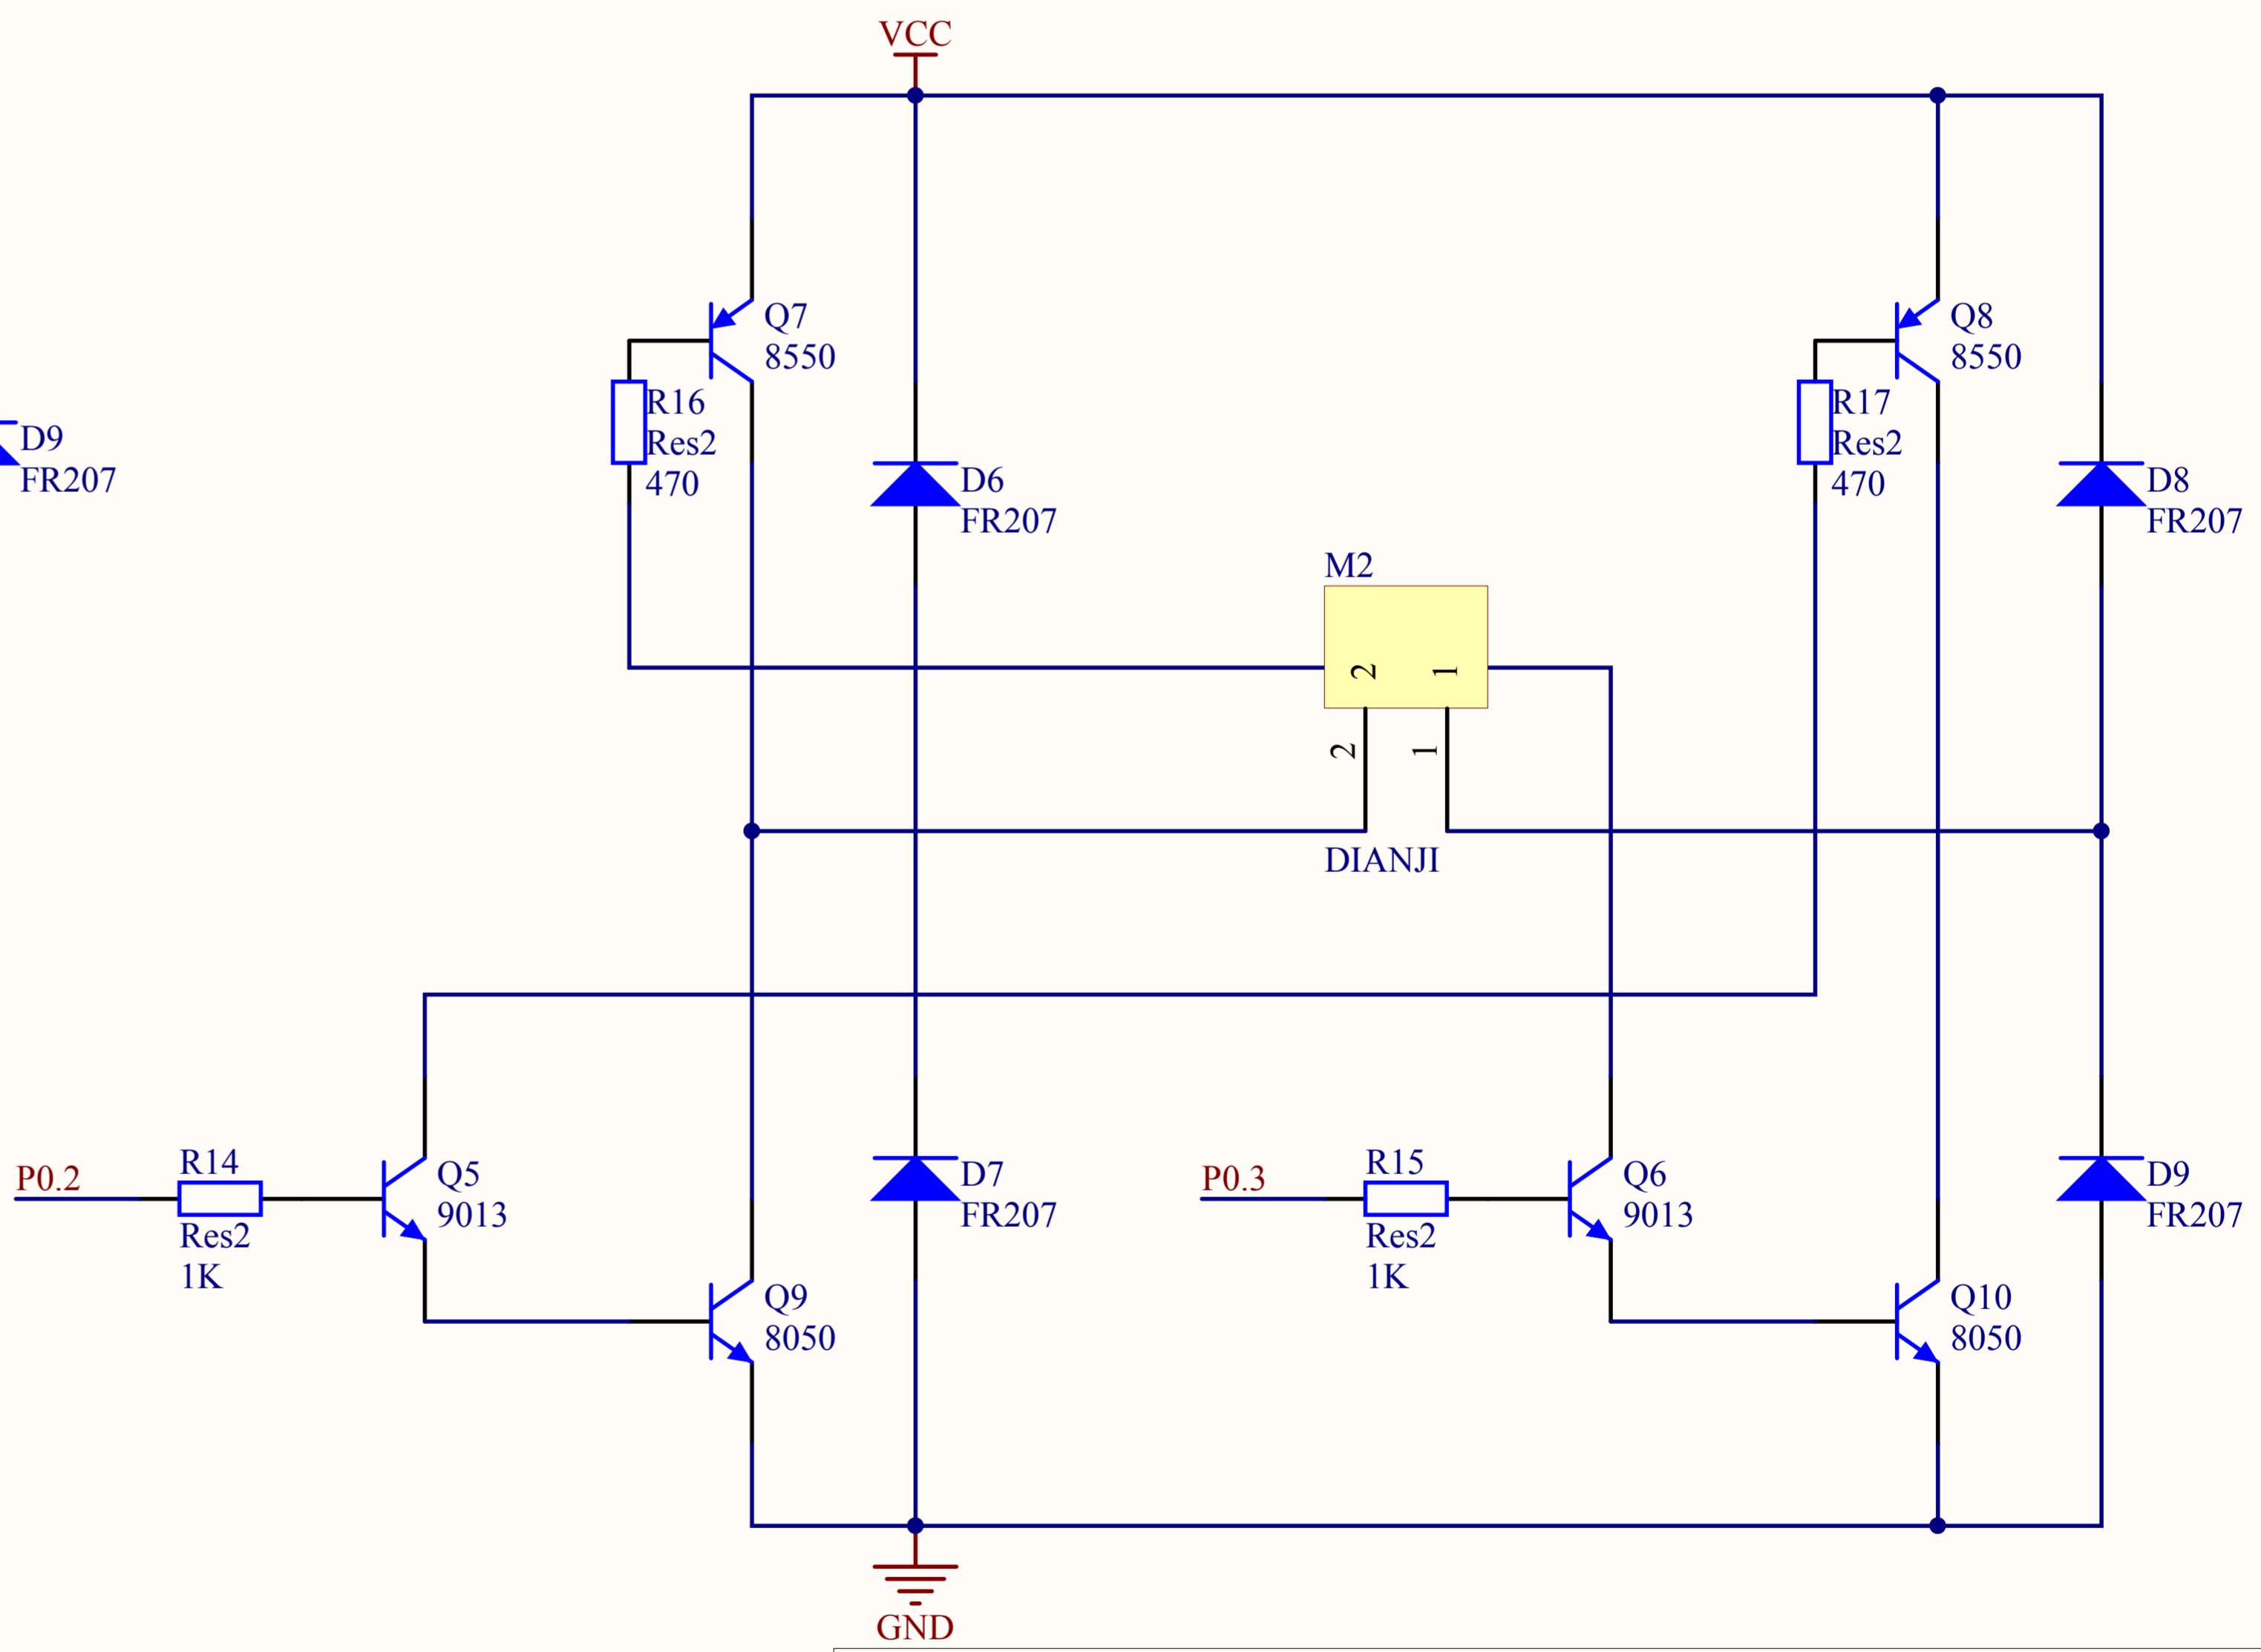 VCC
Q7
8550
Q8
8550
R16
Res2
470
R17
Res2
470
D9
FR207
D6
FR207
D8
FR207
M2
2
1
2
1
DIANJI
P0.2
R14
Res2
1K
Q5
9013
D7
FR207
P0.3
R15
Res2
1K
Q6
9013
D9
FR207
Q9
8050
Q10
8050
GND